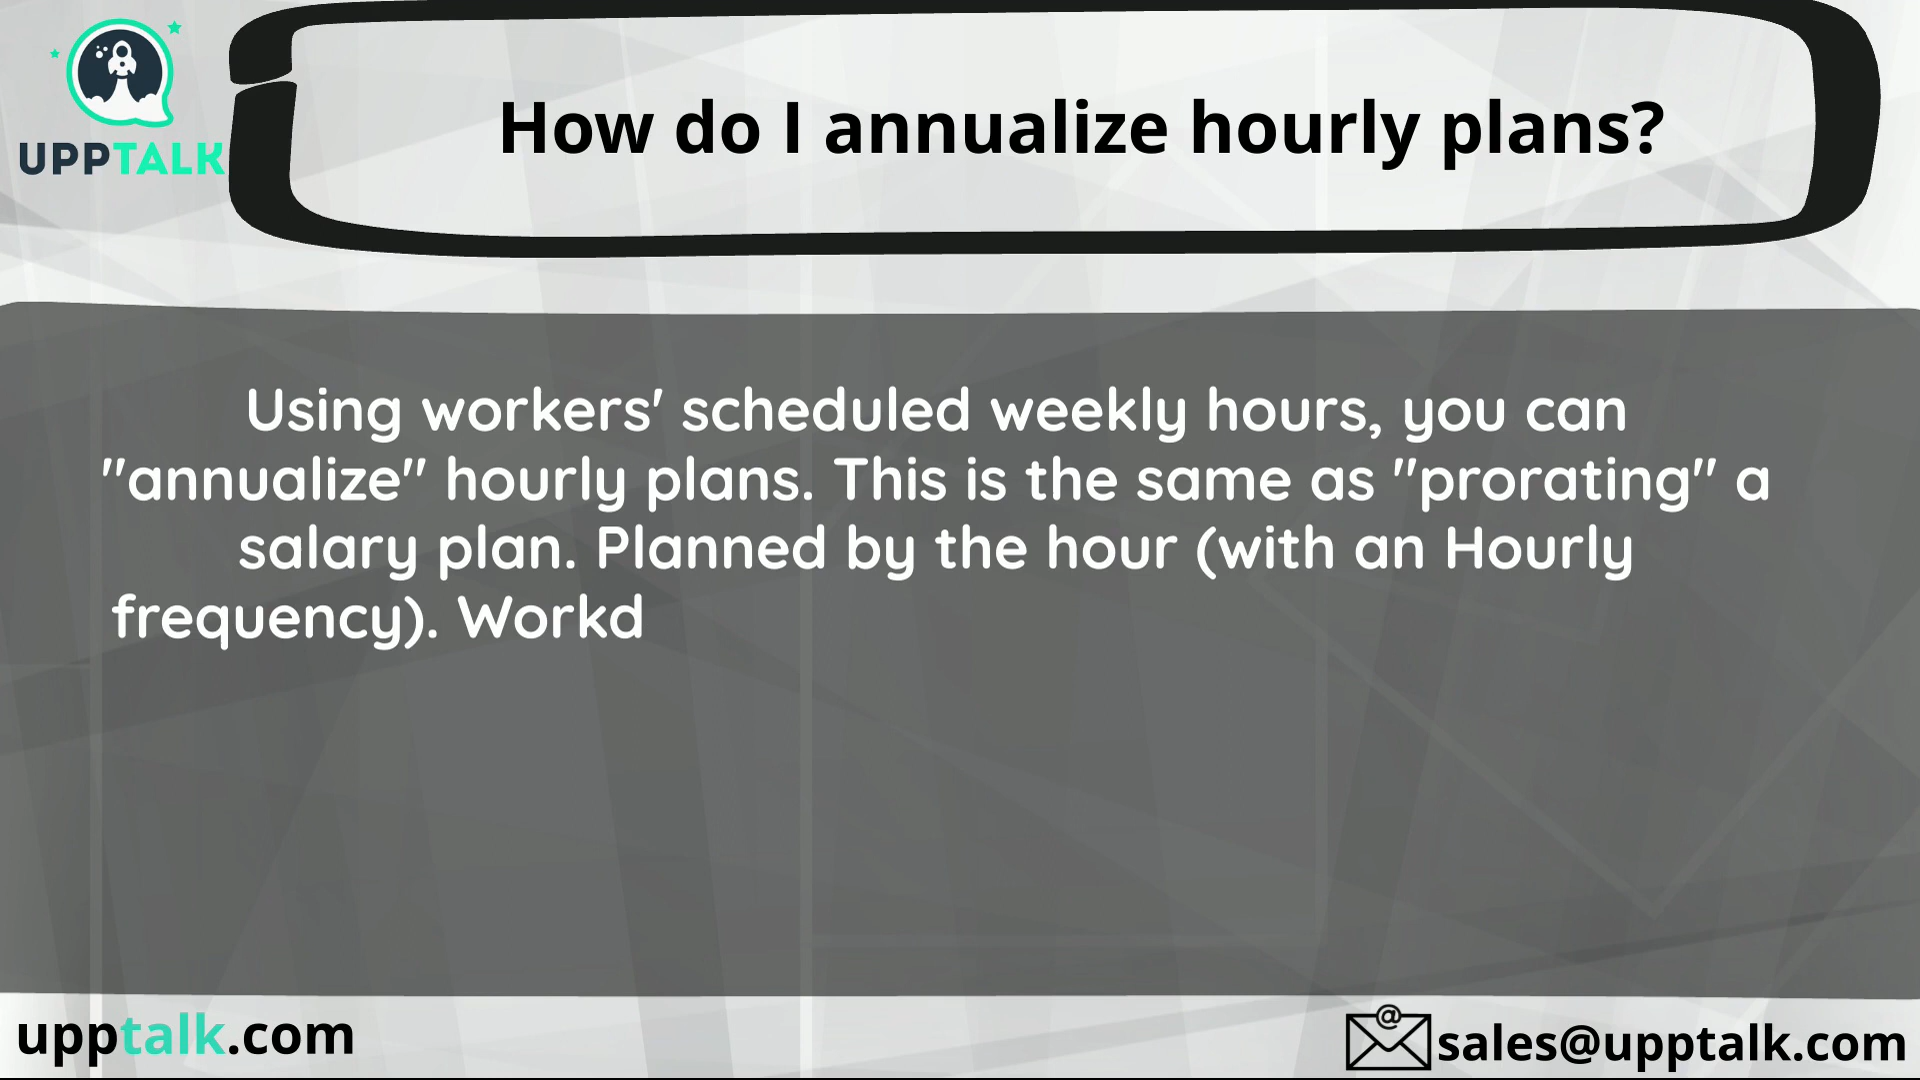 UPPTALK
How do I annualize hourly plans?
Using workers' scheduled weekly hours, you can
"annualize" hourly plans. This is the same as "prorating" a
salary plan. Planned by the hour (with an Hourly
frequency). Workd
upptalk.com
@
sales@upptalk.com